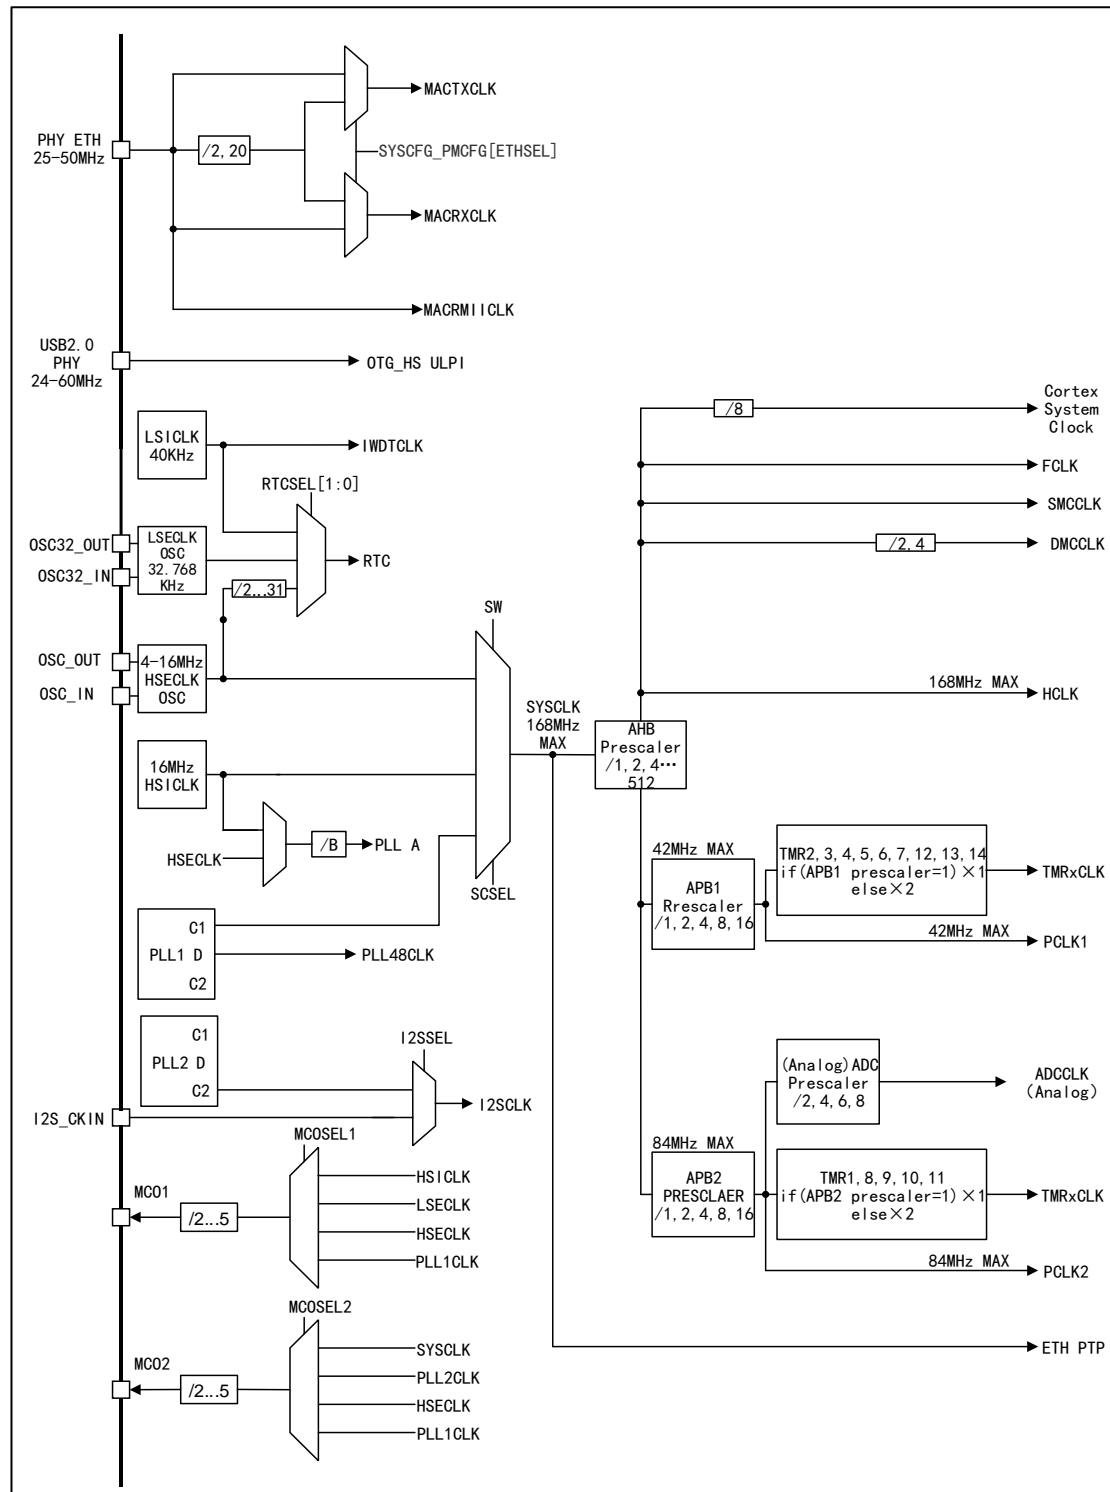 MACTXCLK
PHY ETH
25-50MHz
/2,20
SYSCFG_PMCFG[ETHSEL]
MACRXCLK
MACRMIICLK
USB2.0
PHY
24-60MHz
OTG_HS ULPI
LSICLK
40KHz
IWDTCLK
RTCSEL[1:0]
OSC32_OUT
OSC32_IN
LSECLK
OSC
32.768
KHz
RTC
/2...31
OSC_OUT
OSC_IN
4-16MHz
HSECLK
OSC
SW
16MHz
HSICLK
HSECLK
/B
PLL A
SCSEL
SYSCLK
168MHz
MAX
AHB
Prescaler
/1,2,4…
512
/8
Cortex
System
Clock
FCLK
SMCCLK
/2,4
DMCCLK
168MHz MAX
HCLK
C1
PLL1 D
C2
PLL48CLK
42MHz MAX
APB1
Rrescaler
/1,2,4,8,16
TMR2,3,4,5,6,7,12,13,14
if(APB1 prescaler=1)×1
else×2
TMRxCLK
42MHz MAX
PCLK1
C1
PLL2 D
C2
I2SSEL
I2SCLK
I2S_CKIN
(Analog)ADC
Prescaler
/2,4,6,8
ADCCLK
(Analog)
84MHz MAX
APB2
PRESCLAER
/1,2,4,8,16
TMR1,8,9,10,11
if(APB2 prescaler=1)×1
else×2
TMRxCLK
84MHz MAX
PCLK2
MCOSEL1
MCO1
/2...5
HSICLK
LSECLK
HSECLK
PLL1CLK
MCOSEL2
MCO2
/2...5
SYSCLK
PLL2CLK
HSECLK
PLL1CLK
ETH PTP